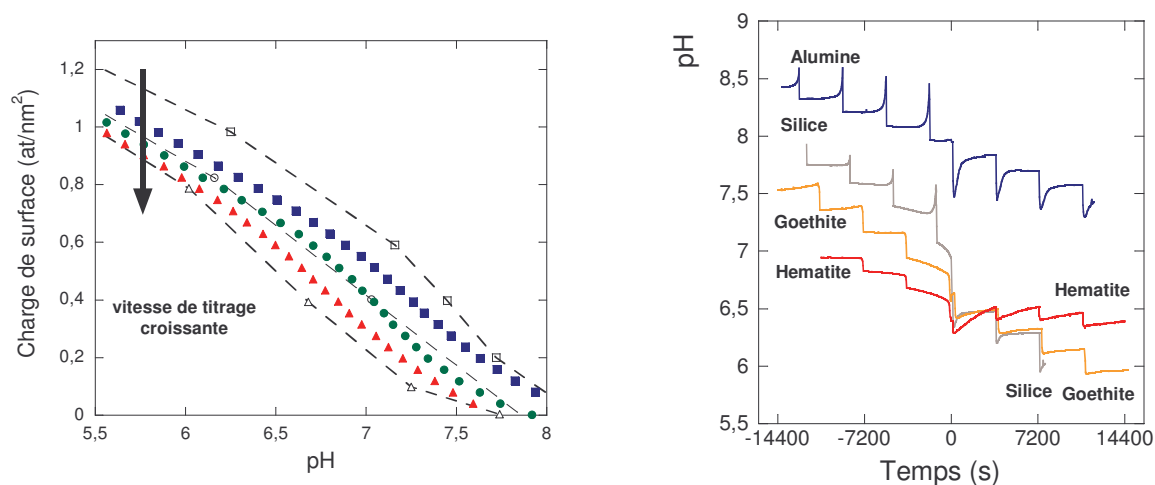 Charge de surface (at/nm²)
1,2
1
0,8
0,6
0,4
0,2
0
vitesse de titrage
croissante
5,5
6
6,5
7
7,5
8
pH
pH
9
8,5
8
7,5
7
6,5
6
5,5
Alumine
Silice
Goethite
Hematite
Hematite
Silice
Goethite
-14400
-7200
0
7200
14400
Temps (s)